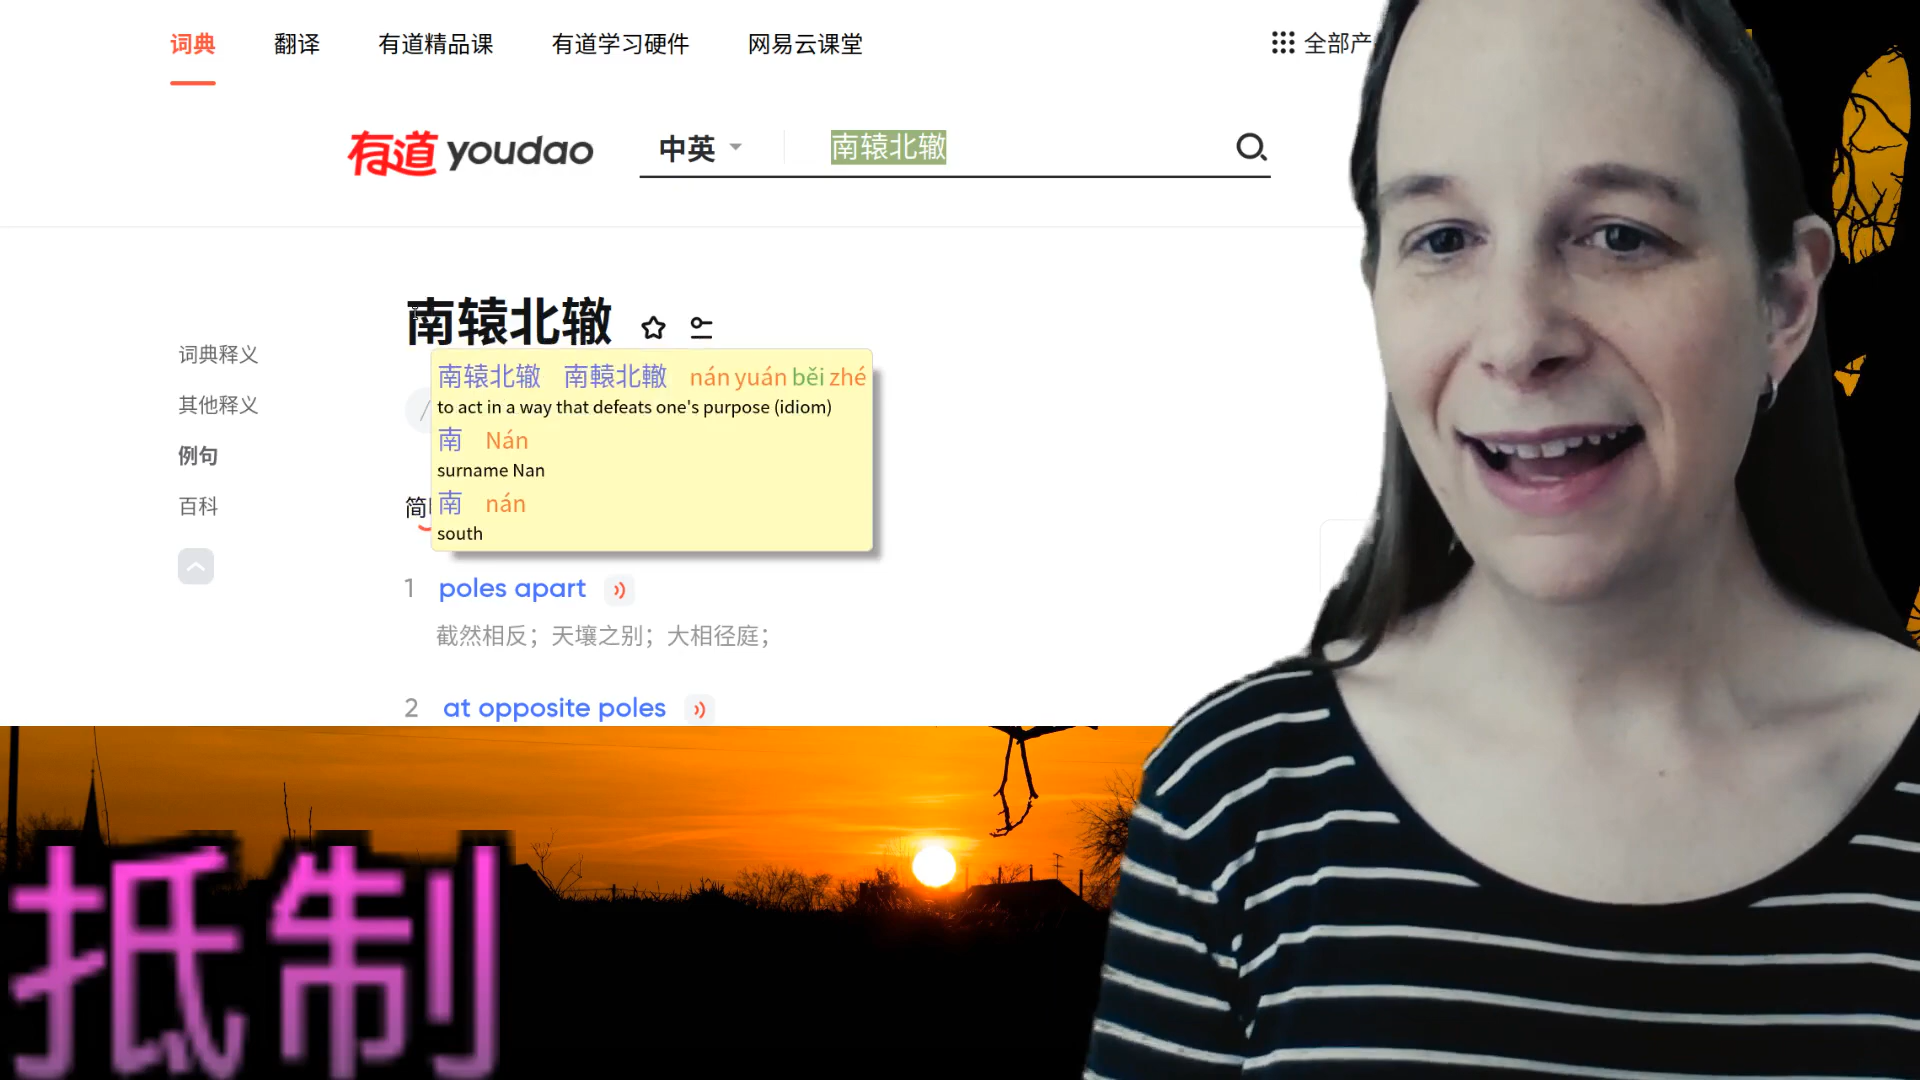 词典 翻译 有道精品课 有道学习硬件 网易云课堂 全部产
有道 youdao 中英 南辕北辙
南辕北辙
词典释义
其他释义
例句
百科
南辕北辙 南轅北轍 nán yuán běi zhé
to act in a way that defeats one's purpose (idiom)
南 Nán
surname Nan
简 南 nán
south
1 poles apart
截然相反；天壤之别；大相径庭；
2 at opposite poles
抵制